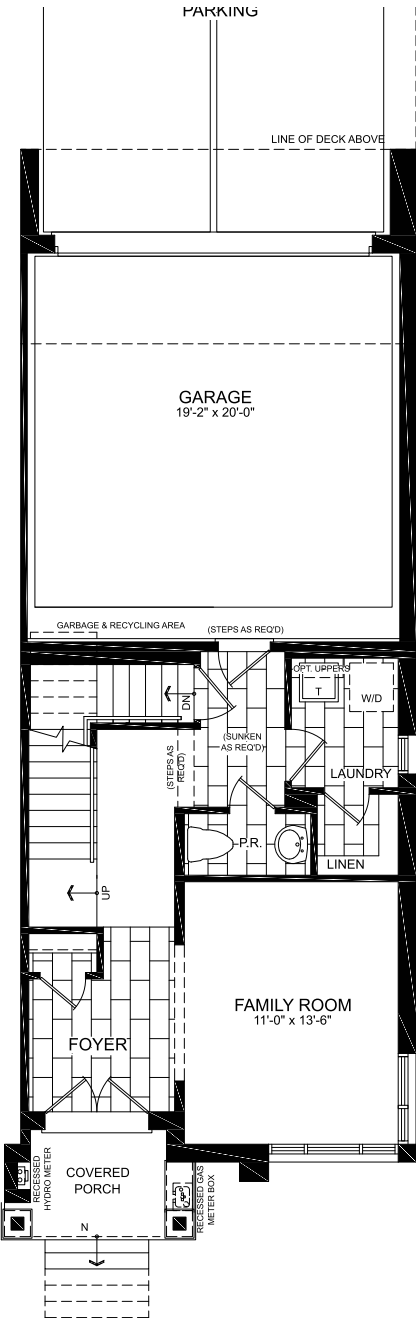 PARKING
LINE OF DECK ABOVE
GARAGE
19'-2" x 20'-0"
GARBAGE & RECYCLING AREA
(STEPS AS REQ'D)
OPT. UPPERS
T
W/D
DN
(SUNKEN
AS REQ'D)
(STEPS AS
REQ'D)
LAUNDRY
P.R.
LINEN
UP
FAMILY ROOM
11'-0" x 13'-6"
FOYER
COVERED
PORCH
RECESSED
HYDRO METER
RECESSED GAS
METER BOX
N